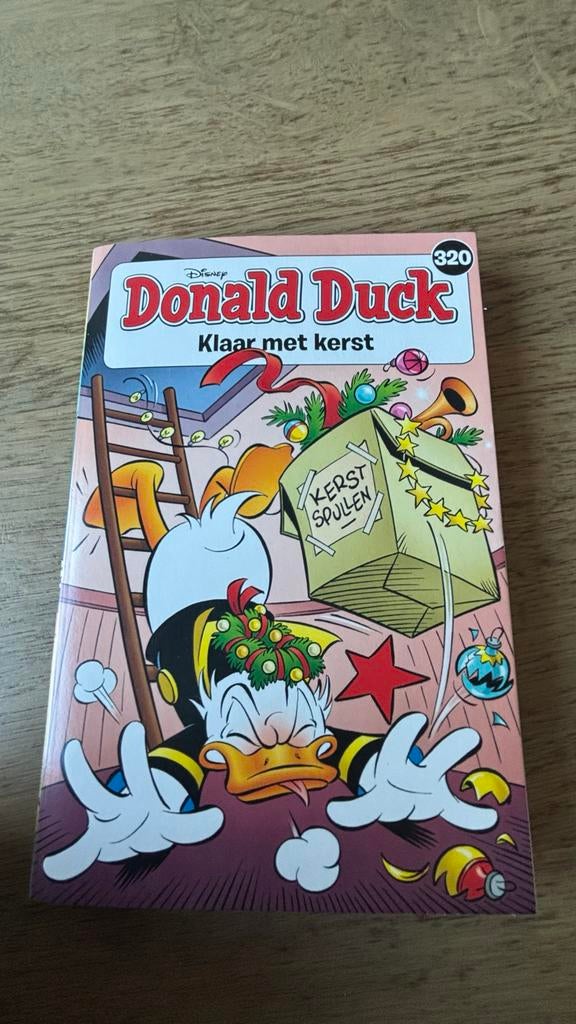 Disney
320
Donald Duck
Klaar met kerst
KERST
SPULLEN